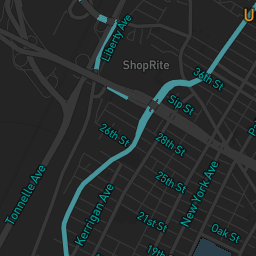 Liberty Ave
U
ShopRite
36th St
Sip St
26th St
28th St
Tonnelle Ave
25th St
Kerrigan Ave
New York Ave
21st St
Oak St
19th